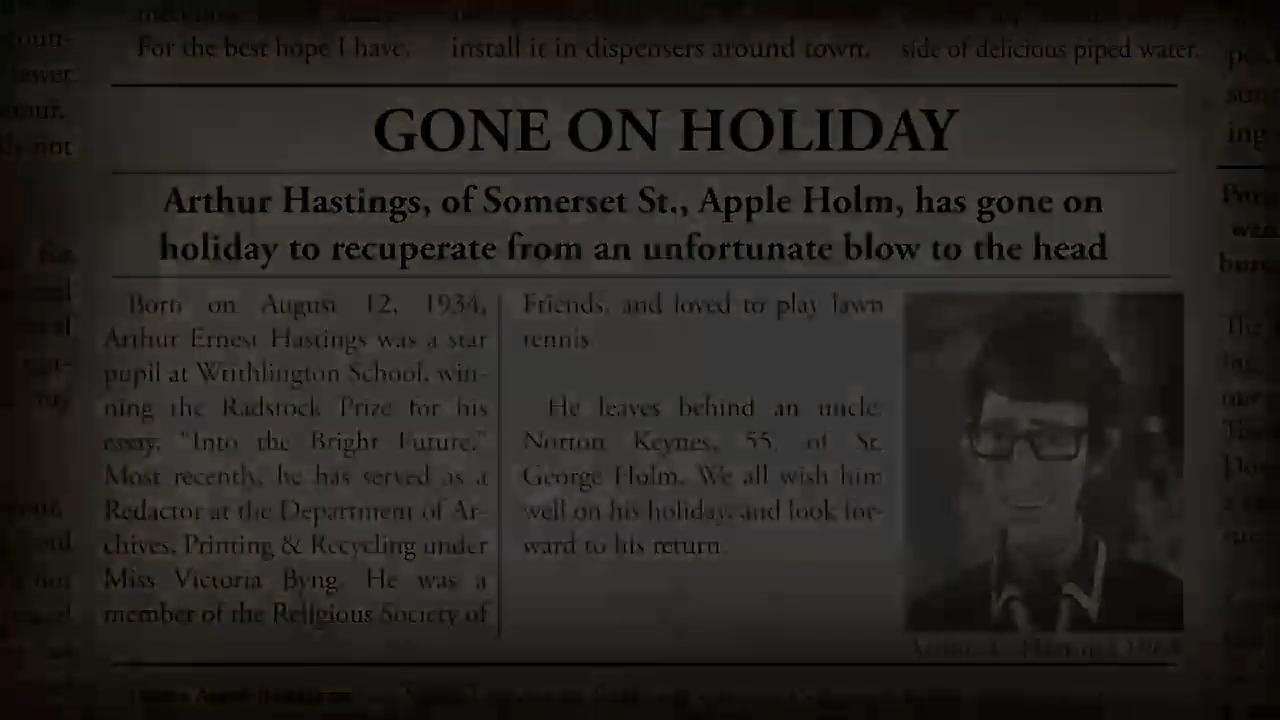 For the best hope I have.
install it in dispensers around town.
side of delicious piped water.
GONE ON HOLIDAY
Arthur Hastings, of Somerset St., Apple Holm, has gone on
holiday to recuperate from an unfortunate blow to the head
Born on August 12, 1934,
Arthur Ernest Hastings was a star
pupil at Writhlington School, win-
ning the Radstock Prize for his
essay, "Into the Bright Future."
Most recently, he has served as a
Redactor at the Department of Ar-
chives, Printing & Recycling under
Miss Victoria Byng. He was a
member of the Religious Society of
Friends, and loved to play lawn
tennis.
He leaves behind an uncle,
Norton Keynes, 55, of St.
George Holm. We all wish him
well on his holiday, and look for-
ward to his return.